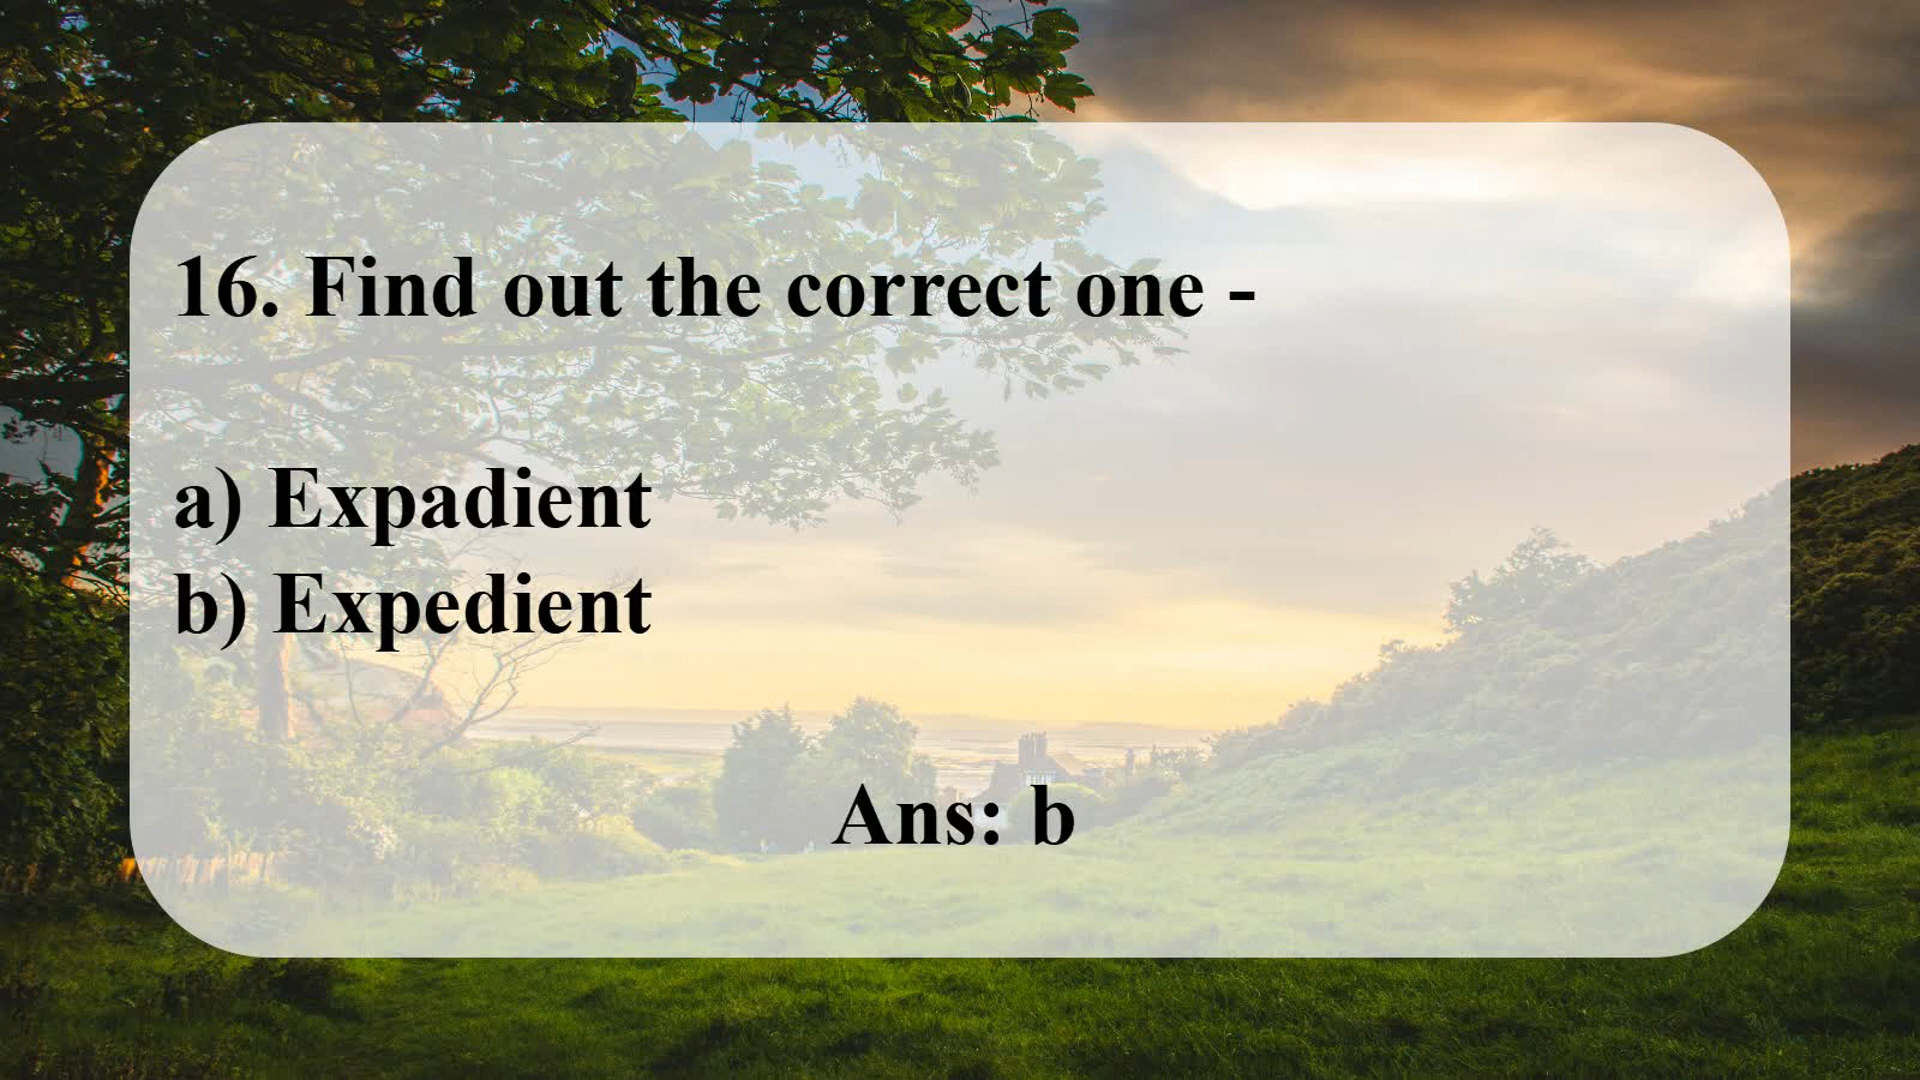 16. Find out the correct one -
a) Expadient
b) Expedient
Ans: b